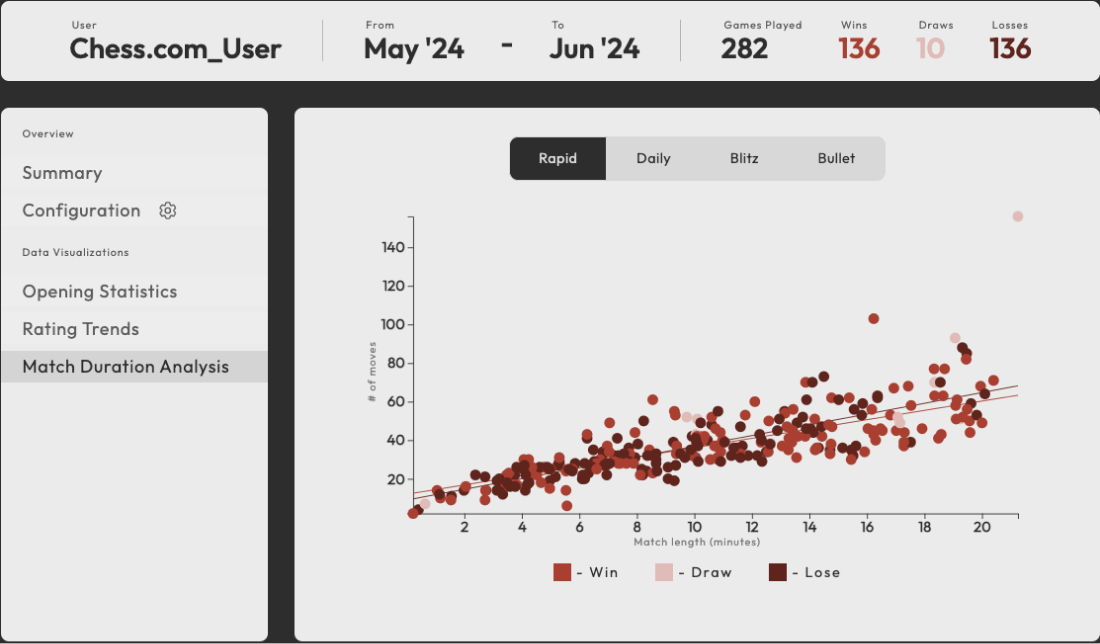 User From To Games Played Wins Draws Losses
Chess.com_User May '24 - Jun '24 282 136 10 136
Overview
Summary
Configuration
Data Visualizations
Opening Statistics
Rating Trends
Match Duration Analysis
Rapid Daily Blitz Bullet
# of moves
140
120
100
80
60
40
20
2 4 6 8 10 12 14 16 18 20
Match length (minutes)
- Win - Draw - Lose